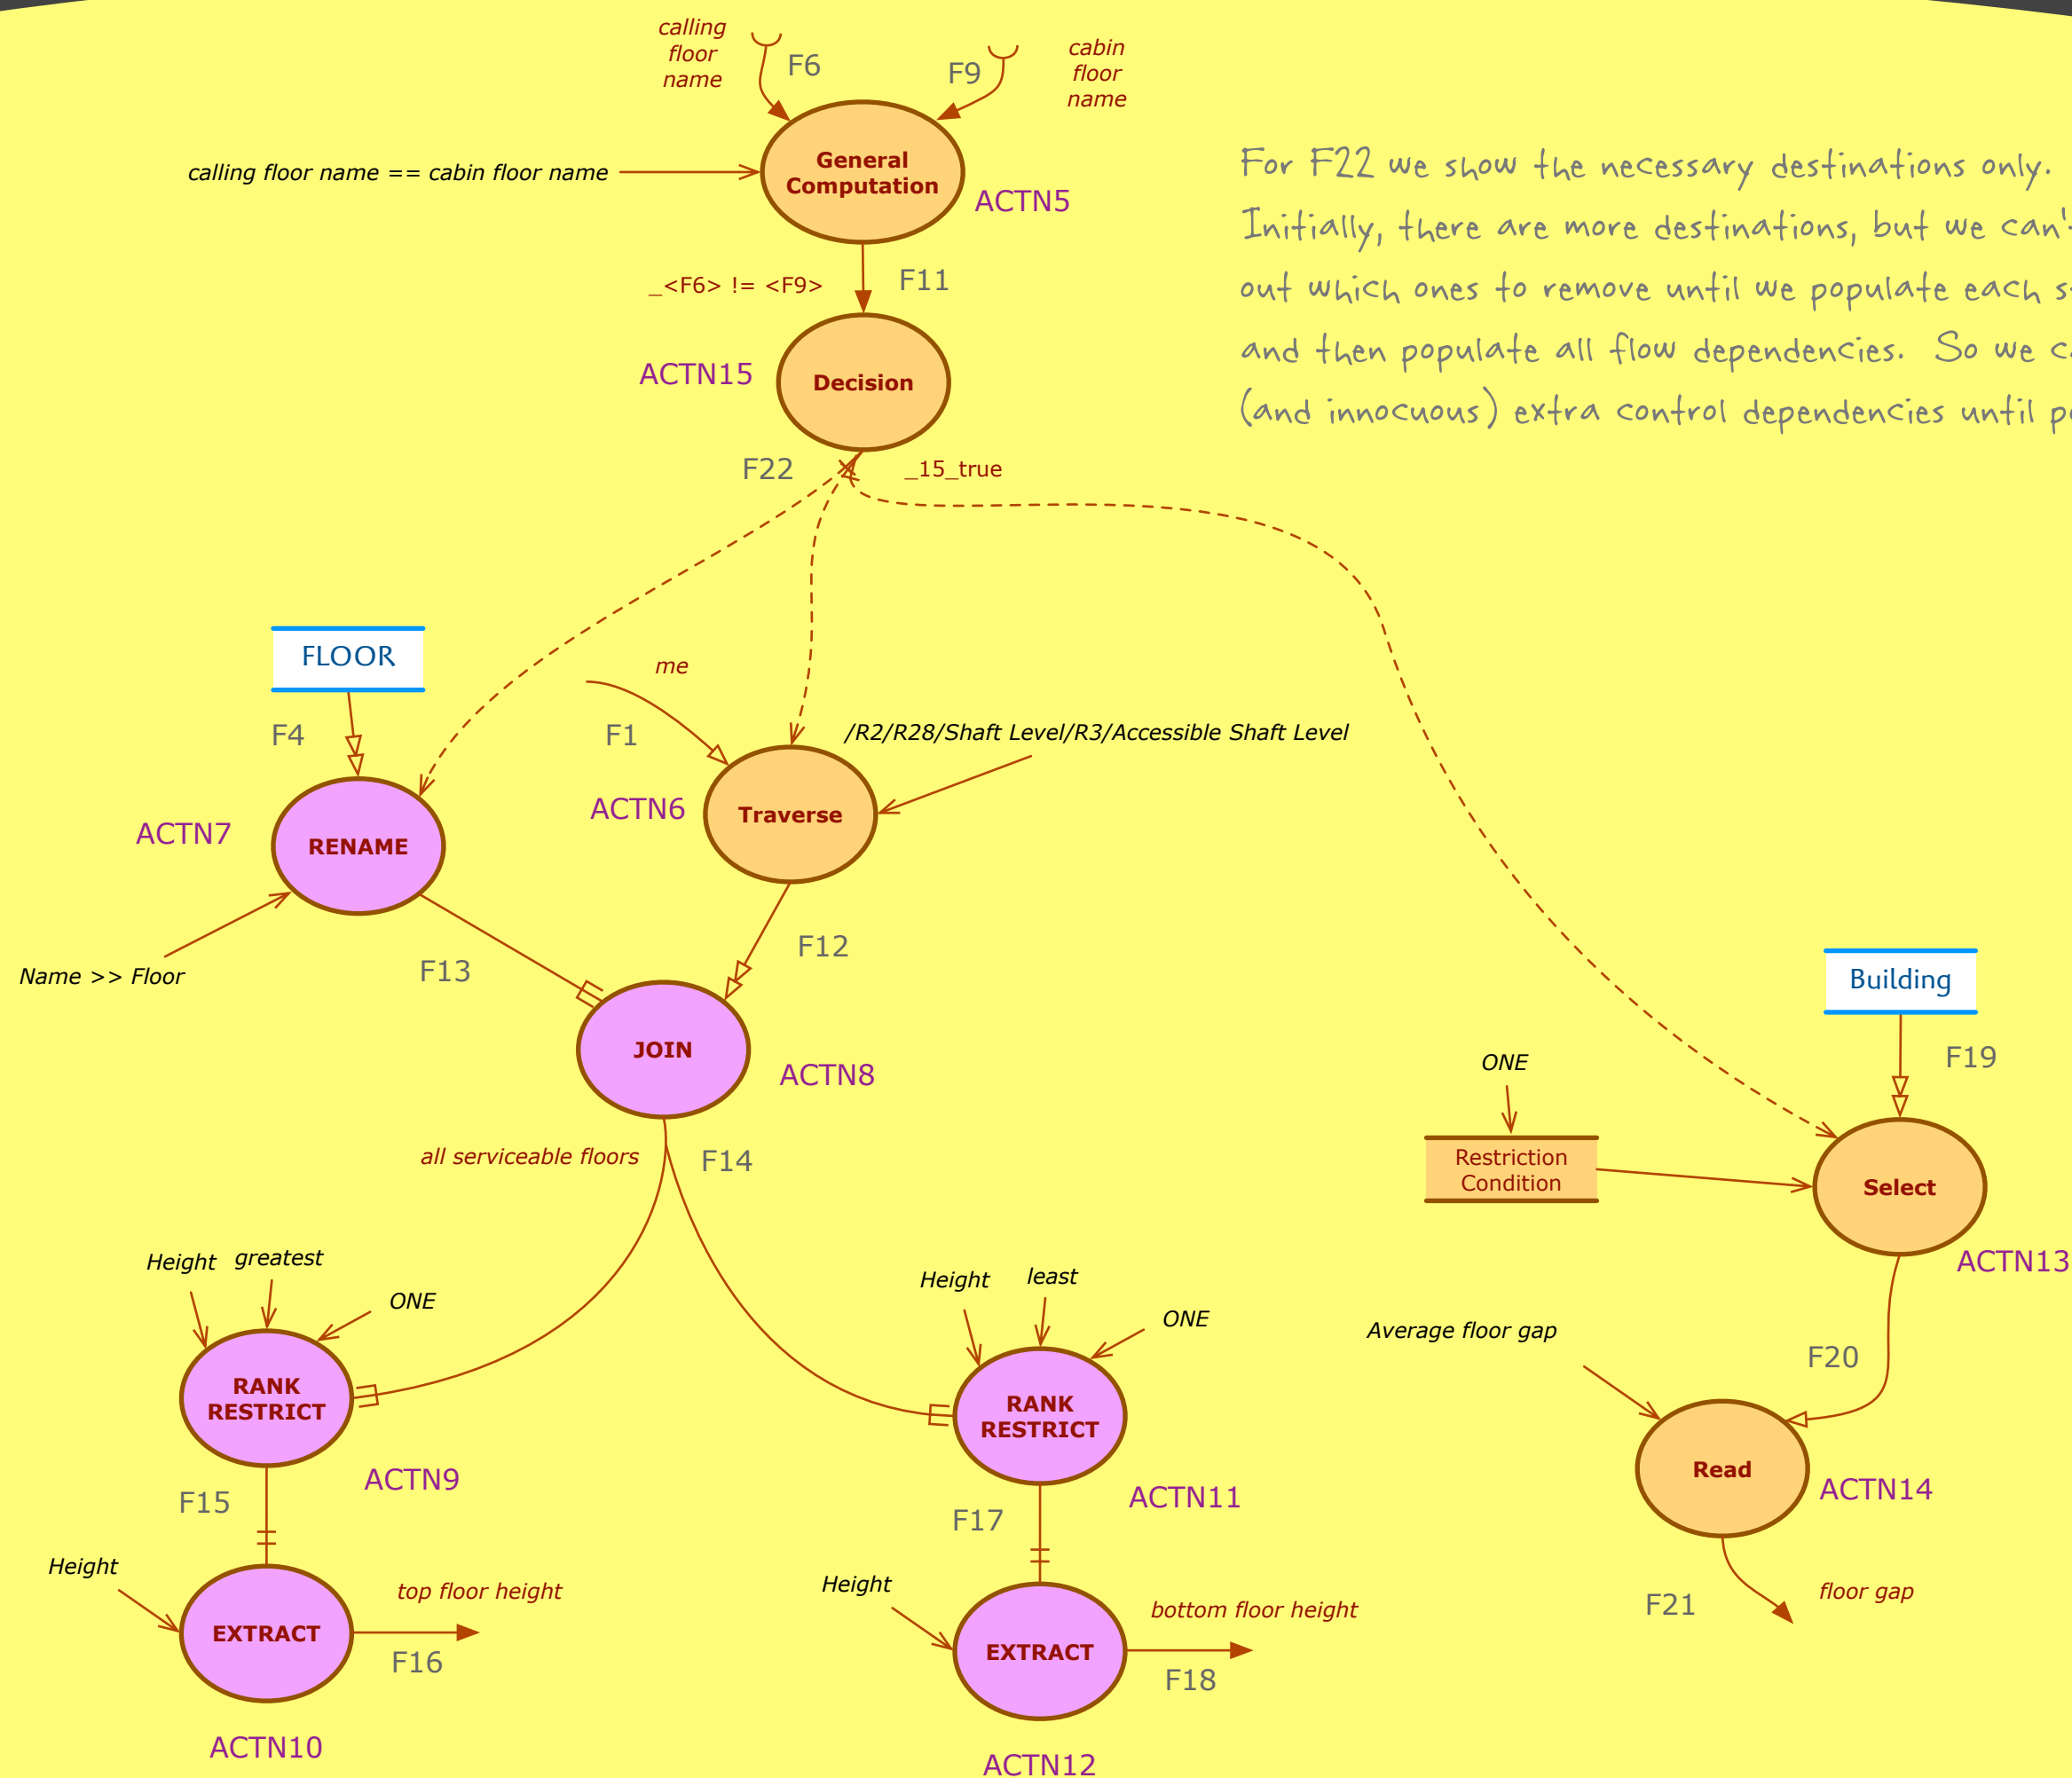 calling
floor
name
F6
F9
cabin
floor
name
calling floor name == cabin floor name
General
Computation
ACTN5
For F22 we show the necessary destinations only.
Initially, there are more destinations, but we can'
out which ones to remove until we populate each
and then populate all flow dependencies. So we
(and innocuous) extra control dependencies until
_<F6> != <F9>
F11
ACTN15
Decision
F22
_15_true
FLOOR
F4
me
F1
/R2/R28/Shaft Level/R3/Accessible Shaft Level
ACTN7
RENAME
ACTN6
Traverse
Name >> Floor
F13
F12
JOIN
ACTN8
Building
F19
ONE
Restriction
Condition
Select
ACTN13
all serviceable floors
F14
Height
greatest
ONE
RANK
RESTRICT
ACTN9
F15
Height
EXTRACT
top floor height
F16
ACTN10
Height
least
ONE
RANK
RESTRICT
ACTN11
F17
Height
EXTRACT
bottom floor height
F18
ACTN12
Average floor gap
F20
Read
ACTN14
F21
floor gap